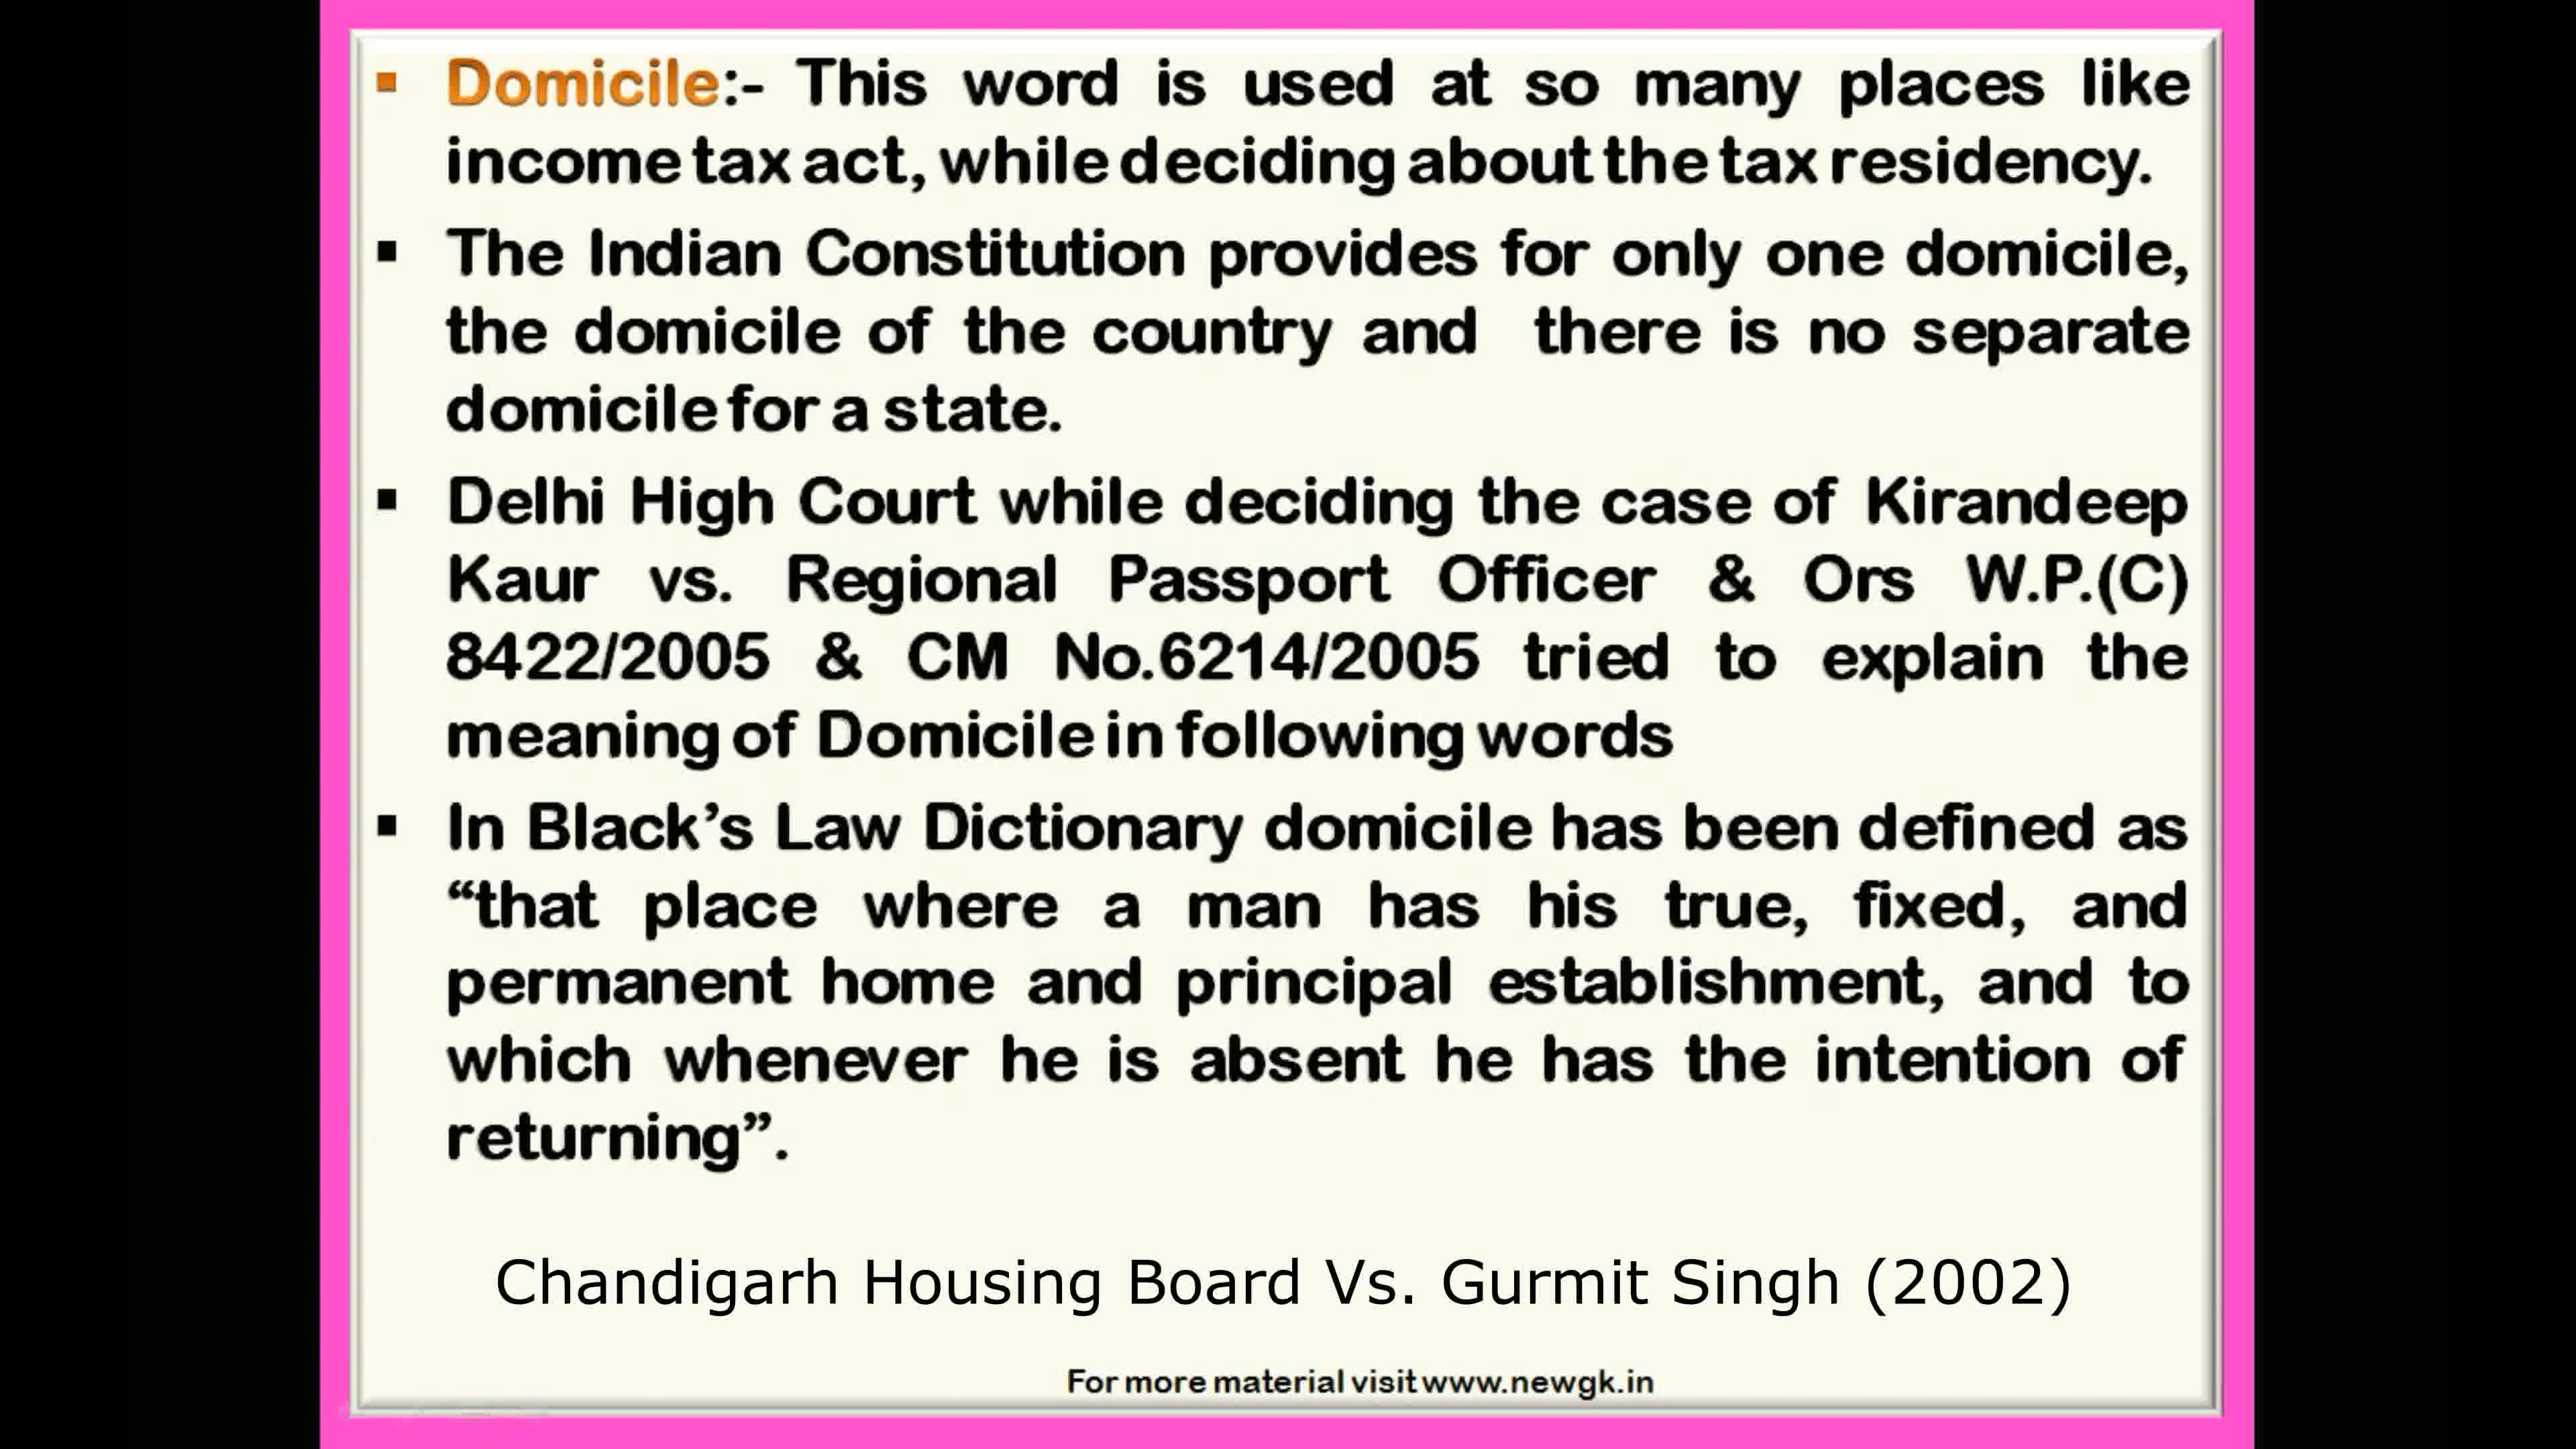 ▪ Domicile:- This word is used at so many places like
income tax act, while deciding about the tax residency.
▪ The Indian Constitution provides for only one domicile,
the domicile of the country and there is no separate
domicile for a state.
▪ Delhi High Court while deciding the case of Kirandeep
Kaur vs. Regional Passport Officer & Ors W.P.(C)
8422/2005 & CM No.6214/2005 tried to explain the
meaning of Domicile in following words
▪ In Black’s Law Dictionary domicile has been defined as
“that place where a man has his true, fixed, and
permanent home and principal establishment, and to
which whenever he is absent he has the intention of
returning”.
Chandigarh Housing Board Vs. Gurmit Singh (2002)
For more material visit www.newgk.in